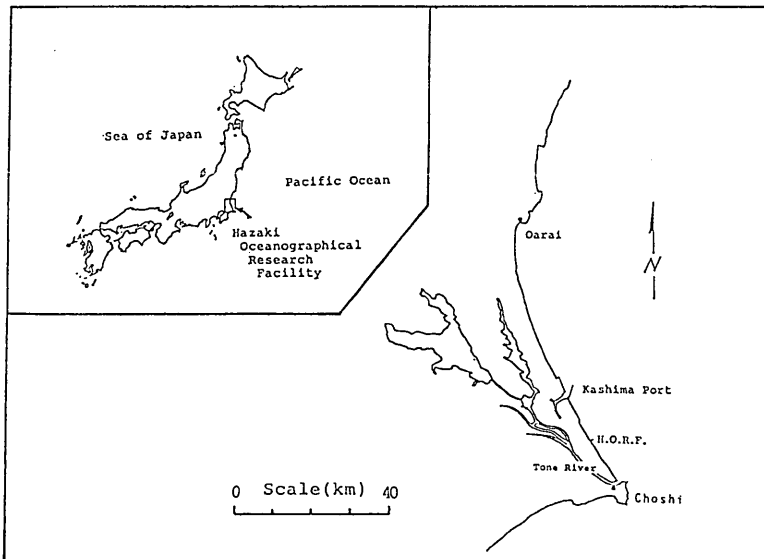 Sea of Japan
Pacific Ocean
Hazaki
Oceanographical
Research
Facility
Oarai
N
Kashima Port
H.O.R.F.
Tone River
Choshi
0 Scale(km) 40